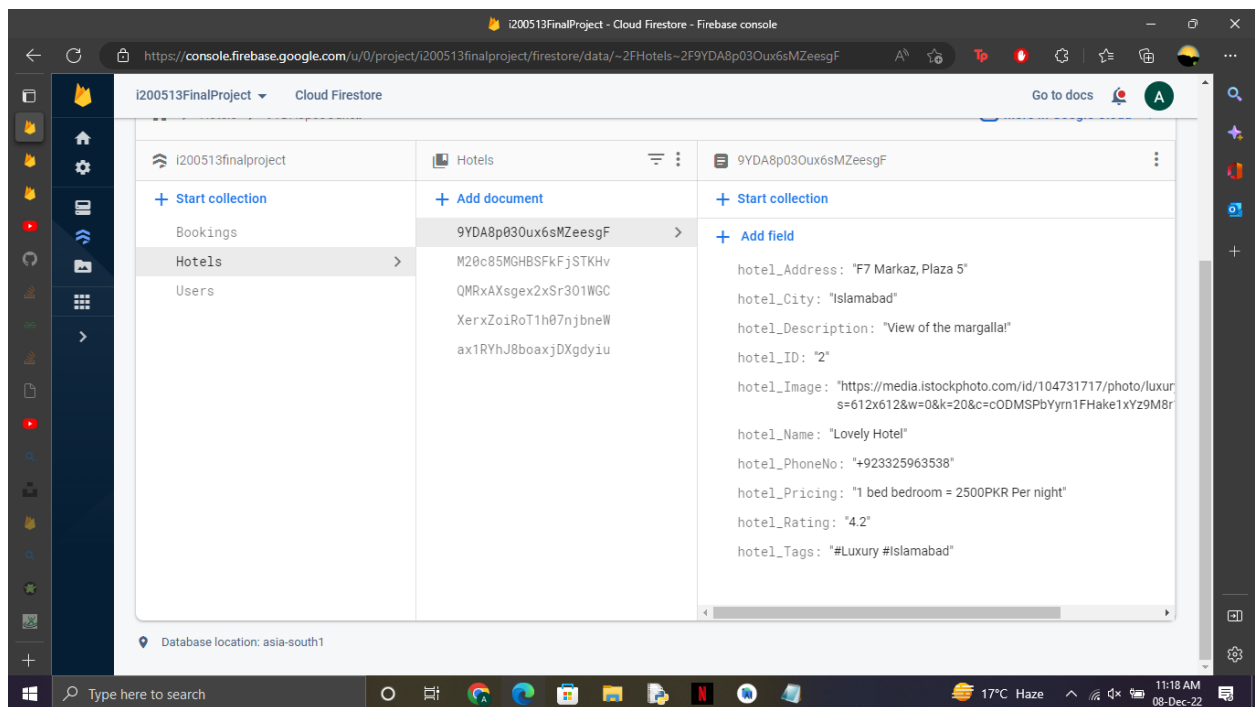 i200513FinalProject - Cloud Firestore - Firebase console
https://console.firebase.google.com/u/0/project/i200513finalproject/firestore/data/~2FHotels~2F9YDA8p03Oux6sMZeesgF
i200513FinalProject Cloud Firestore Go to docs A
i200513finalproject
Hotels
9YDA8p03Oux6sMZeesgF
+ Start collection
+ Add document
+ Start collection
Bookings
Hotels
Users
9YDA8p03Oux6sMZeesgF
M20c85MGHBSFkFjSTKHv
QMRxAXsgex2xSr3O1WGC
XerxZoiRoT1h07njbneW
ax1RYhJ8boaxjDXgdyiu
+ Add field
hotel_Address: "F7 Markaz, Plaza 5"
hotel_City: "Islamabad"
hotel_Description: "View of the margalla!"
hotel_ID: "2"
hotel_Image: "https://media.istockphoto.com/id/104731717/photo/luxur
s=612x612&w=0&k=20&c=cODMSPbYyrn1FHake1xYz9M8r
hotel_Name: "Lovely Hotel"
hotel_PhoneNo: "+923325963538"
hotel_Pricing: "1 bed bedroom = 2500PKR Per night"
hotel_Rating: "4.2"
hotel_Tags: "#Luxury #Islamabad"
Database location: asia-south1
Type here to search
17°C Haze
11:18 AM
08-Dec-22